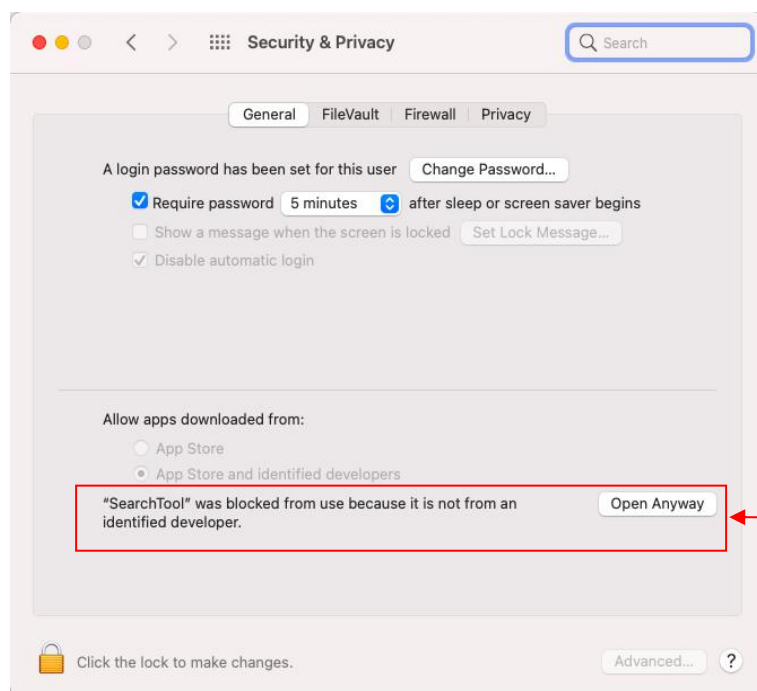 Security & Privacy
Search
General FileVault Firewall Privacy
A login password has been set for this user Change Password...
Require password 5 minutes after sleep or screen saver begins
Show a message when the screen is locked Set Lock Message...
Disable automatic login
Allow apps downloaded from:
App Store
App Store and identified developers
“SearchTool” was blocked from use because it is not from an Open Anyway
identified developer.
Click the lock to make changes. Advanced... ?